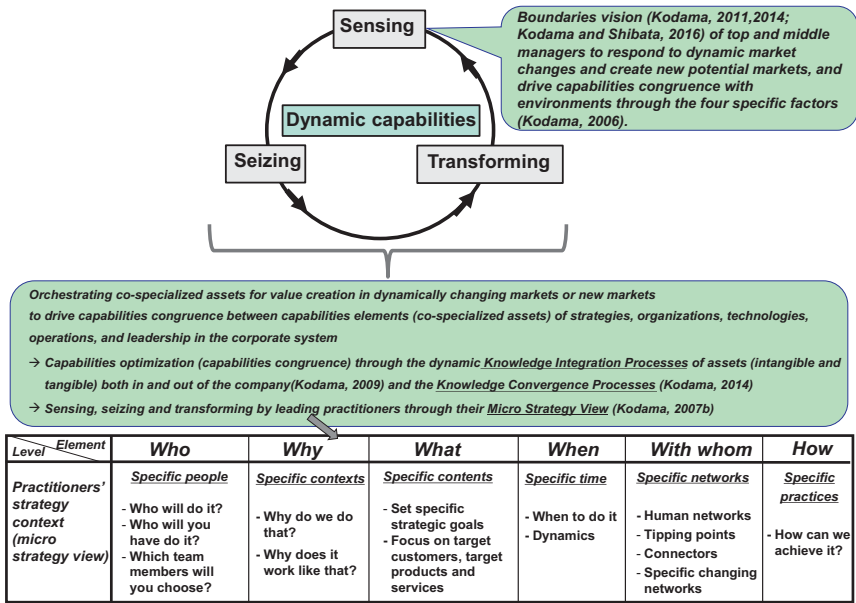 Sensing
Boundaries vision (Kodama, 2011,2014;
Kodama and Shibata, 2016) of top and middle
managers to respond to dynamic market
changes and create new potential markets, and
drive capabilities congruence with
environments through the four specific factors
(Kodama, 2006).
Dynamic capabilities
Seizing
Transforming
Orchestrating co-specialized assets for value creation in dynamically changing markets or new markets
to drive capabilities congruence between capabilities elements (co-specialized assets) of strategies, organizations, technologies,
operations, and leadership in the corporate system
→ Capabilities optimization (capabilities congruence) through the dynamic Knowledge Integration Processes of assets (intangible and
tangible) both in and out of the company(Kodama, 2009) and the Knowledge Convergence Processes (Kodama, 2014)
→ Sensing, seizing and transforming by leading practitioners through their Micro Strategy View (Kodama, 2007b)
Element
Level
Who
Why
What
When
With whom
How
Practitioners'
strategy
context
(micro
strategy view)
Specific people
- Who will do it?
- Who will you
have do it?
- Which team
members will
you choose?
Specific contexts
- Why do we do
that?
- Why does it
work like that?
Specific contents
- Set specific
strategic goals
- Focus on target
customers, target
products and
services
Specific time
- When to do it
- Dynamics
Specific networks
- Human networks
- Tipping points
- Connectors
- Specific changing
networks
Specific
practices
- How can we
achieve it?